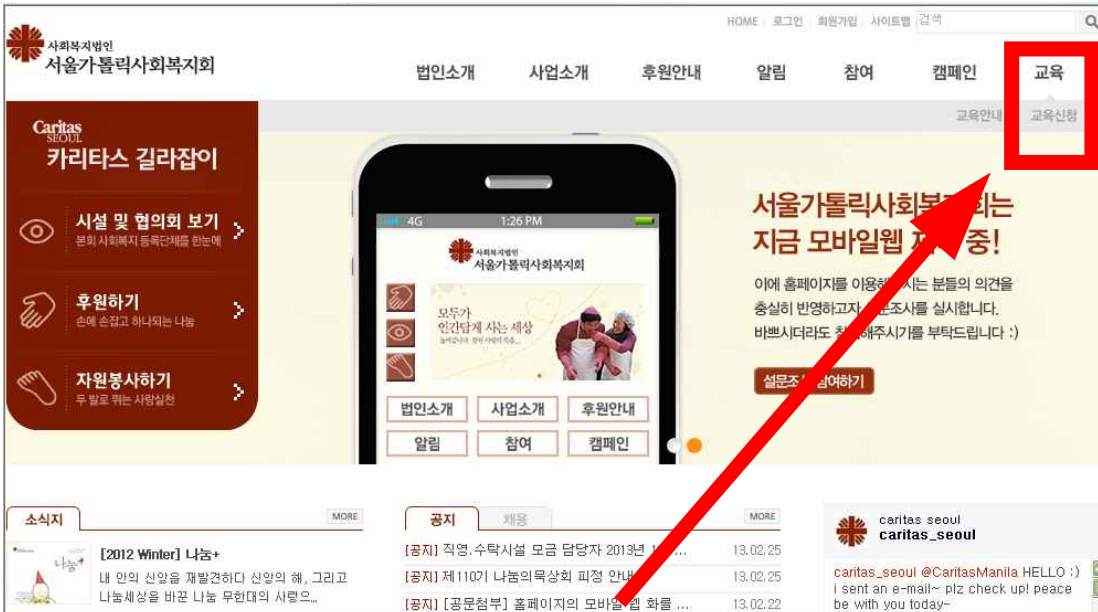 HOME 로그인 회원가입 사이트맵 검색
사회복지법인
서울가톨릭사회복지회
법인소개 사업소개 후원안내 알림 참여 캠페인 교육
교육안내 교육신청
Caritas
SEOUL
카리타스 길라잡이
시설 및 협의회 보기
본회 사회복지 등록단체를 한눈에
후원하기
손에 손잡고 하나되는 나눔
자원봉사하기
두 발로 뛰는 사랑실천
4G 1:26 PM
사회복지법인
서울가톨릭사회복지회
모두가
인간답게 사는 세상
법인소개 사업소개 후원안내
알림 참여 캠페인
서울가톨릭사회복지회는
지금 모바일웹 중!
이에 홈페이지를 이용해 시는 분들의 의견을
충실히 반영하고자 조사를 실시합니다.
바쁘시더라도 해주시기를 부탁드립니다 :)
설문조 여하기
소식지 MORE
[2012 Winter] 나눔+
내 안의 신앙을 재발견하다 신앙의 해, 그리고
나눔세상을 바꾼 나눔 무한대의 사랑으...
나눔+
공지 채용 MORE
[공지] 직영.수탁시설 모금 담당자 2013년 ... 13.02.25
[공지] 제110기 나눔의묵상회 피정 안내 13.02.25
[공지] [공문첨부] 홈페이지의 모바일 웹 화를 ... 13.02.22
caritas seoul
caritas_seoul
caritas_seoul @CaritasManila HELLO :)
i sent an e-mail~ plz check up! peace
be with you today~